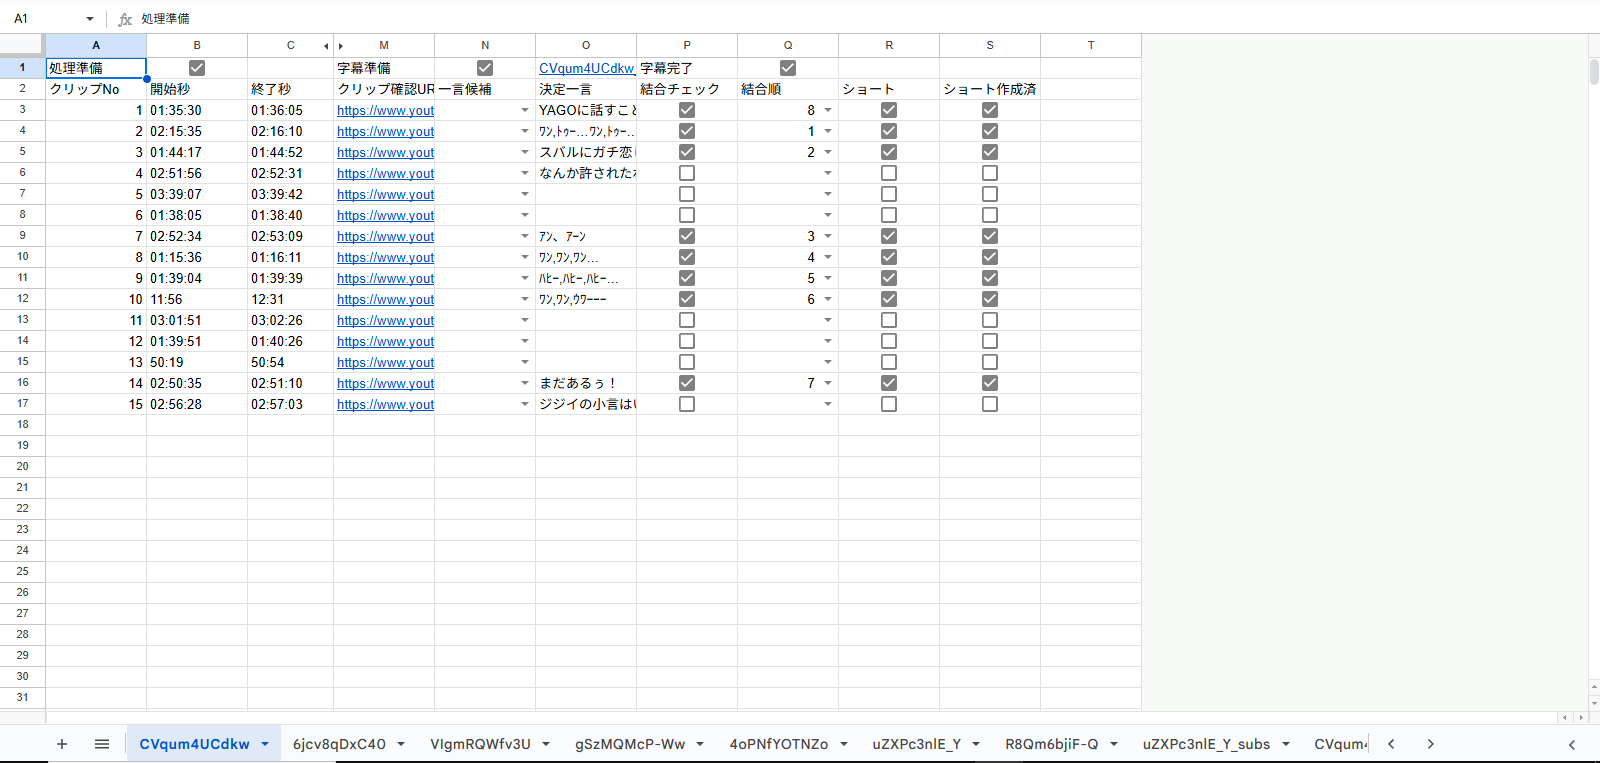 A1 fx 処理準備
A B C M N O P Q R S T
1 処理準備 字幕準備 CVqum4UCdkw_ 字幕完了
2 クリップNo 開始秒 終了秒 クリップ確認UR 一言候補 決定一言 結合チェック 結合順 ショート ショート作成済
3 1 01:35:30 01:36:05 https://www.yout YAGOに話すこと 8
4 2 02:15:35 02:16:10 https://www.yout ﾜﾝ,ﾄｩｰ…ﾜﾝ,ﾄｩｰ… 1
5 3 01:44:17 01:44:52 https://www.yout スバルにガチ恋 2
6 4 02:51:56 02:52:31 https://www.yout なんか許された
7 5 03:39:07 03:39:42 https://www.yout
8 6 01:38:05 01:38:40 https://www.yout
9 7 02:52:34 02:53:09 https://www.yout ｱﾝ、ｱｰﾝ 3
10 8 01:15:36 01:16:11 https://www.yout ﾜﾝ,ﾜﾝ,ﾜﾝ… 4
11 9 01:39:04 01:39:39 https://www.yout ﾊﾋｰ,ﾊﾋｰ,ﾊﾋｰ… 5
12 10 11:56 12:31 https://www.yout ﾜﾝ,ﾜﾝ,ｳﾜｰｰｰ 6
13 11 03:01:51 03:02:26 https://www.yout
14 12 01:39:51 01:40:26 https://www.yout
15 13 50:19 50:54 https://www.yout
16 14 02:50:35 02:51:10 https://www.yout まだあるぅ！ 7
17 15 02:56:28 02:57:03 https://www.yout ジジイの小言は
18
19
20
21
22
23
24
25
26
27
28
29
30
31
CVqum4UCdkw 6jcv8qDxC40 VIgmRQWfv3U gSzMQMcP-Ww 4oPNfYOTNZo uZXPc3nlE_Y R8Qm6bjiF-Q uZXPc3nlE_Y_subs CVqum4